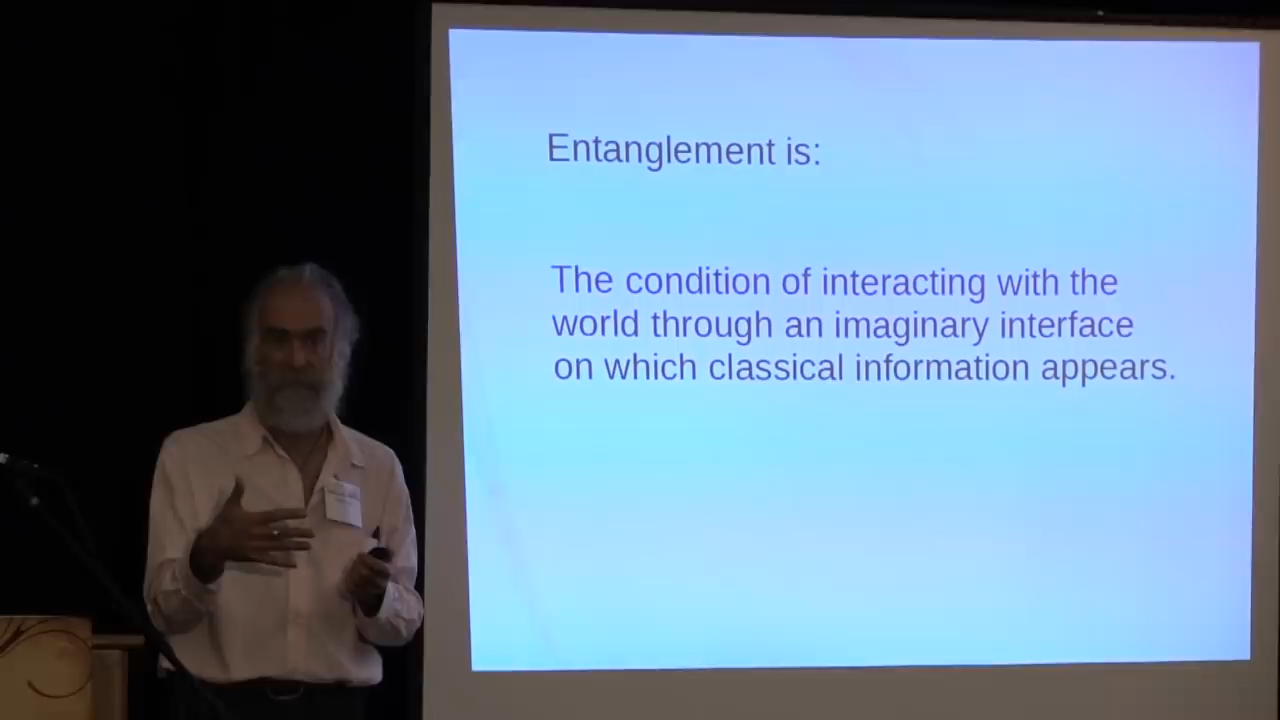 Entanglement is:
The condition of interacting with the
world through an imaginary interface
on which classical information appears.